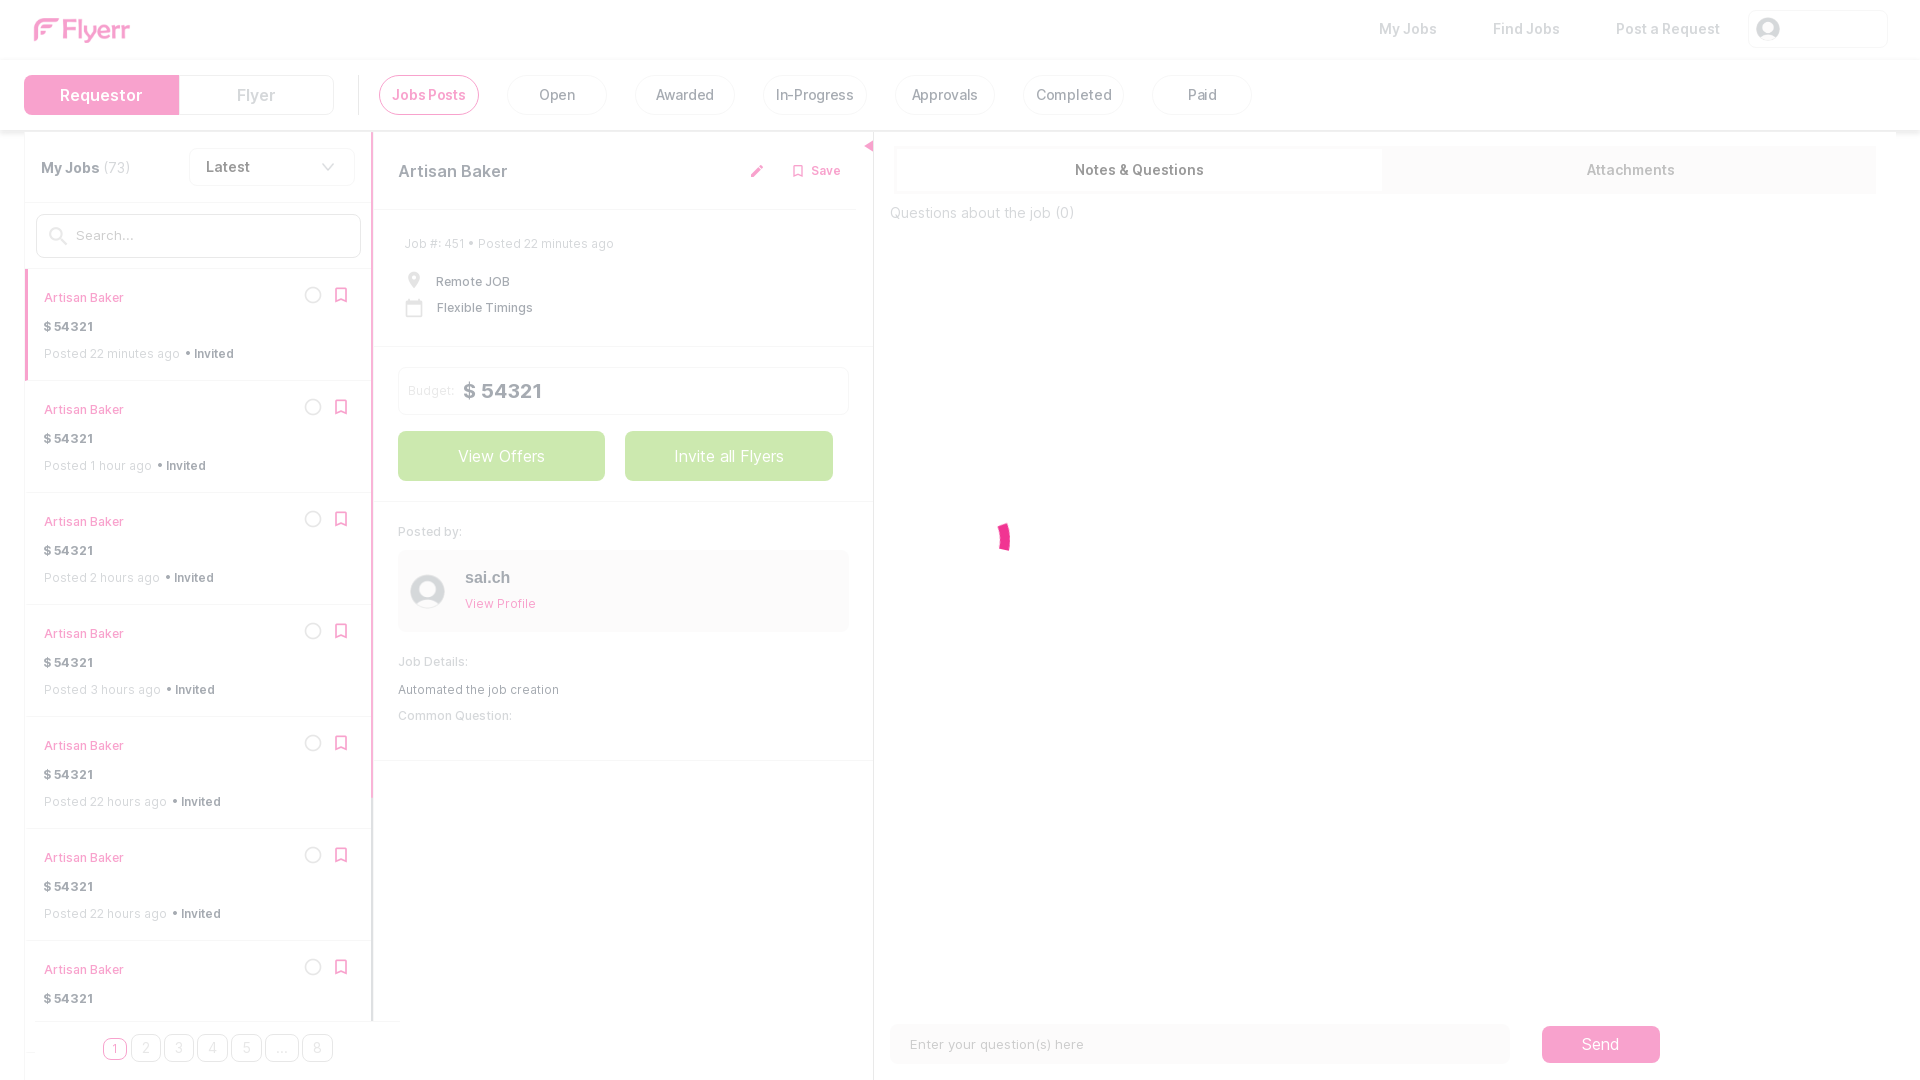 Flyerr
My Jobs
Find Jobs
Post a Request
Requestor
Flyer
Jobs Posts
Open
Awarded
In-Progress
Approvals
Completed
Paid
My Jobs (73)
Latest
Search...
Artisan Baker
$ 54321
Posted 22 minutes ago • Invited
Artisan Baker
$ 54321
Posted 1 hour ago • Invited
Artisan Baker
$ 54321
Posted 2 hours ago • Invited
Artisan Baker
$ 54321
Posted 3 hours ago • Invited
Artisan Baker
$ 54321
Posted 22 hours ago • Invited
Artisan Baker
$ 54321
Posted 22 hours ago • Invited
Artisan Baker
$ 54321
1 2 3 4 5 ... 8
Artisan Baker
Save
Job #: 451 • Posted 22 minutes ago
Remote JOB
Flexible Timings
Budget: $ 54321
View Offers
Invite all Flyers
Posted by:
sai.ch
View Profile
Job Details:
Automated the job creation
Common Question:
Notes & Questions
Attachments
Questions about the job (0)
Enter your question(s) here
Send